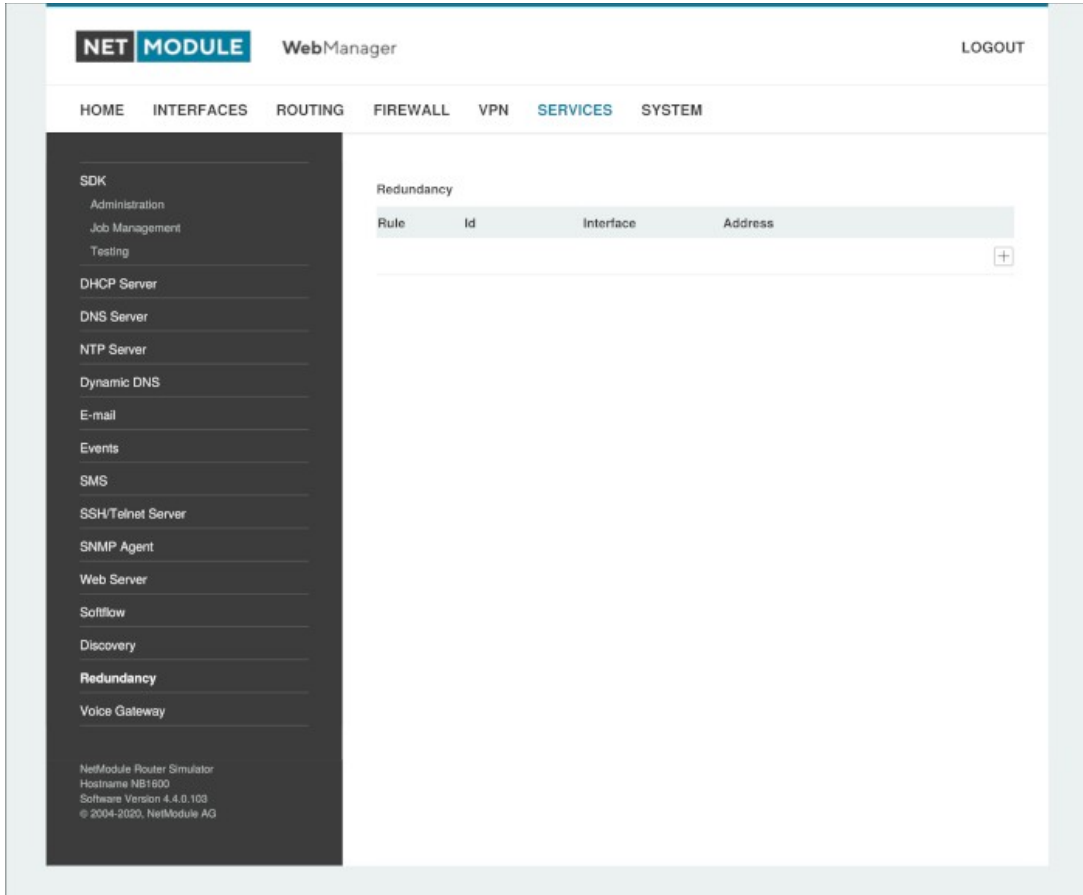 NET MODULE WebManager LOGOUT
HOME INTERFACES ROUTING FIREWALL VPN SERVICES SYSTEM
SDK
Administration
Job Management
Testing
DHCP Server
DNS Server
NTP Server
Dynamic DNS
E-mail
Events
SMS
SSH/Telnet Server
SNMP Agent
Web Server
Softflow
Discovery
Redundancy
Voice Gateway
NetModule Router Simulator
Hostname NB1600
Software Version 4.4.0.103
© 2004-2020, NetModule AG
Redundancy
Rule Id Interface Address